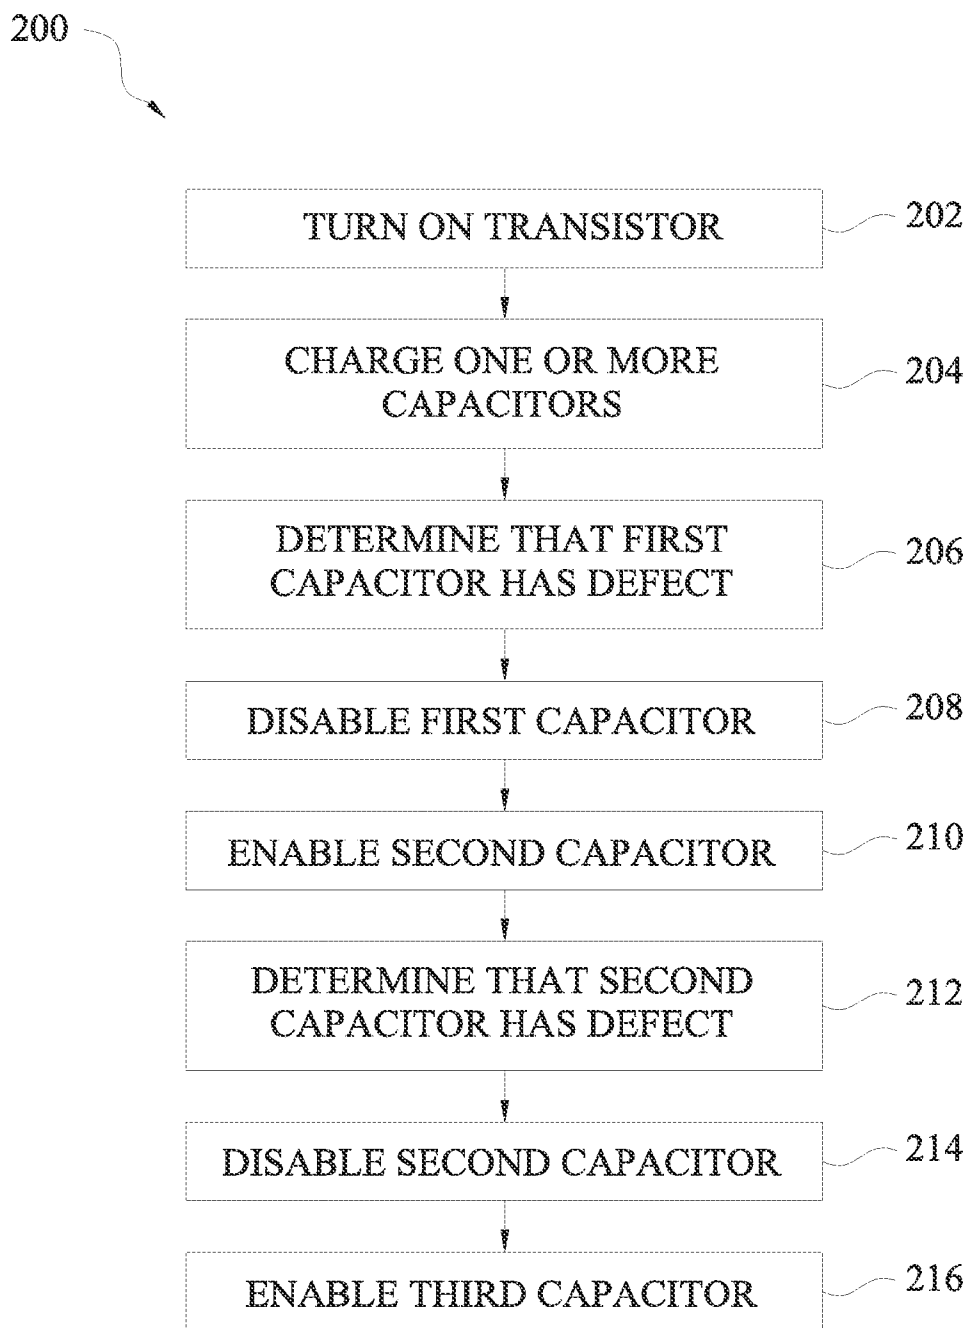 200
TURN ON TRANSISTOR
202
CHARGE ONE OR MORE
CAPACITORS
204
DETERMINE THAT FIRST
CAPACITOR HAS DEFECT
206
DISABLE FIRST CAPACITOR
208
ENABLE SECOND CAPACITOR
210
DETERMINE THAT SECOND
CAPACITOR HAS DEFECT
212
DISABLE SECOND CAPACITOR
214
ENABLE THIRD CAPACITOR
216